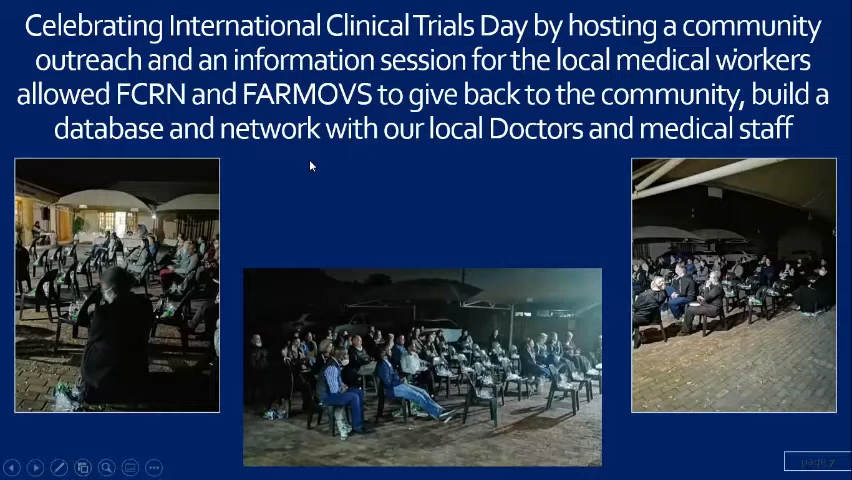 Celebrating International Clinical Trials Day by hosting a community
outreach and an information session for the local medical workers
allowed FCRN and FARMOVS to give back to the community, build a
database and network with our local Doctors and medical staff
page 7